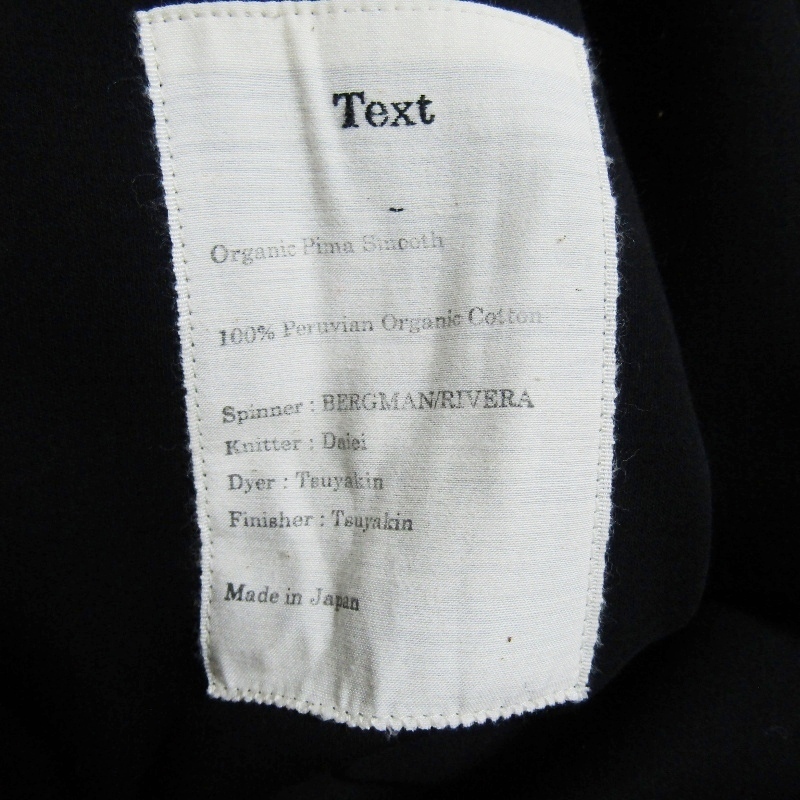 Text
-
Organic Pima Smooth
100% Peruvian Organic Cotton
Spinner : BERGMAN/RIVERA
Knitter : Daiei
Dyer : Tsuyakin
Finisher : Tsuyakin
Made in Japan